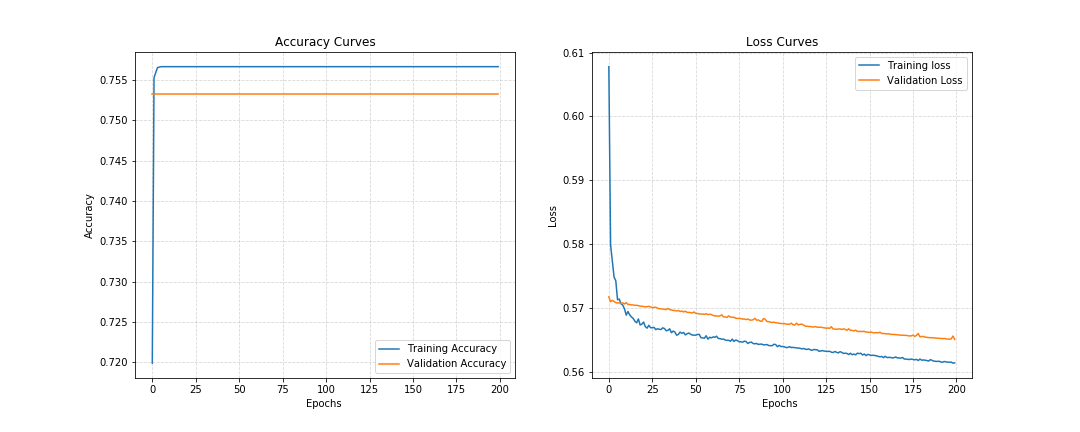 Accuracy Curves
Accuracy
0.755
0.750
0.745
0.740
0.735
0.730
0.725
0.720
Training Accuracy
Validation Accuracy
0 25 50 75 100 125 150 175 200
Epochs
Loss Curves
Loss
0.61
0.60
0.59
0.58
0.57
0.56
Training loss
Validation Loss
0 25 50 75 100 125 150 175 200
Epochs